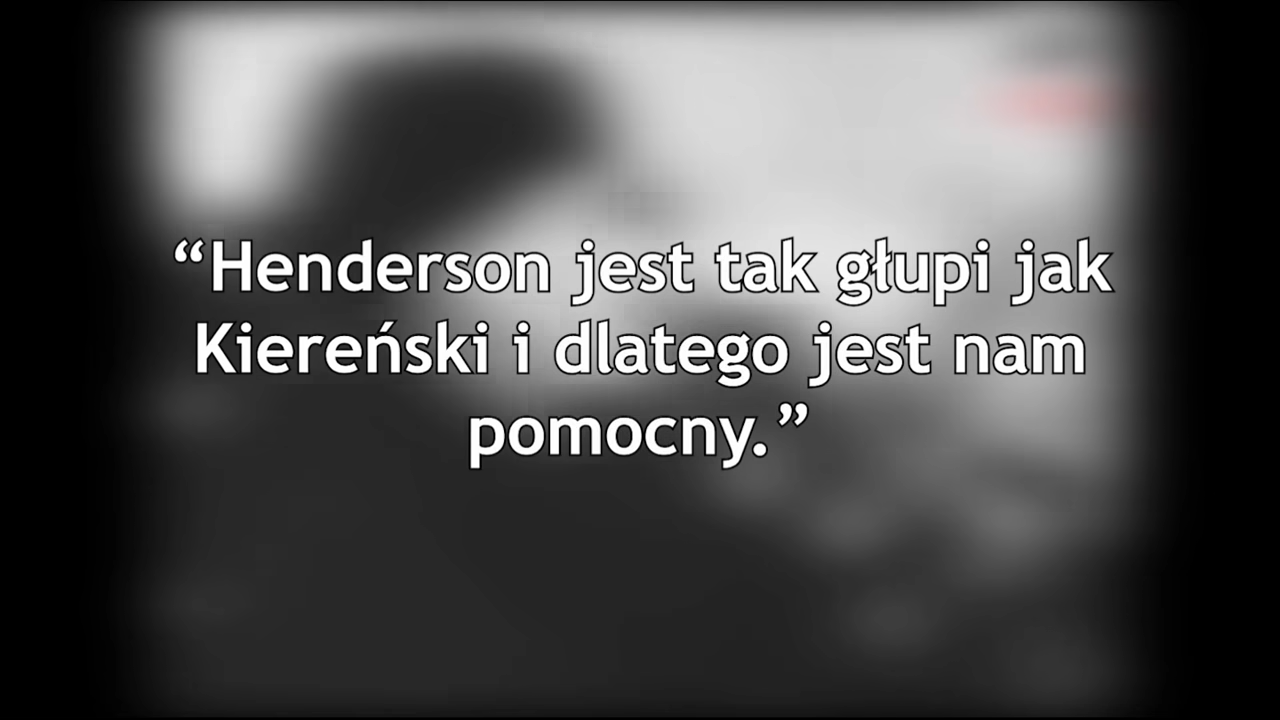 “Henderson jest tak głupi jak
Kiereński i dlatego jest nam
pomocny.”